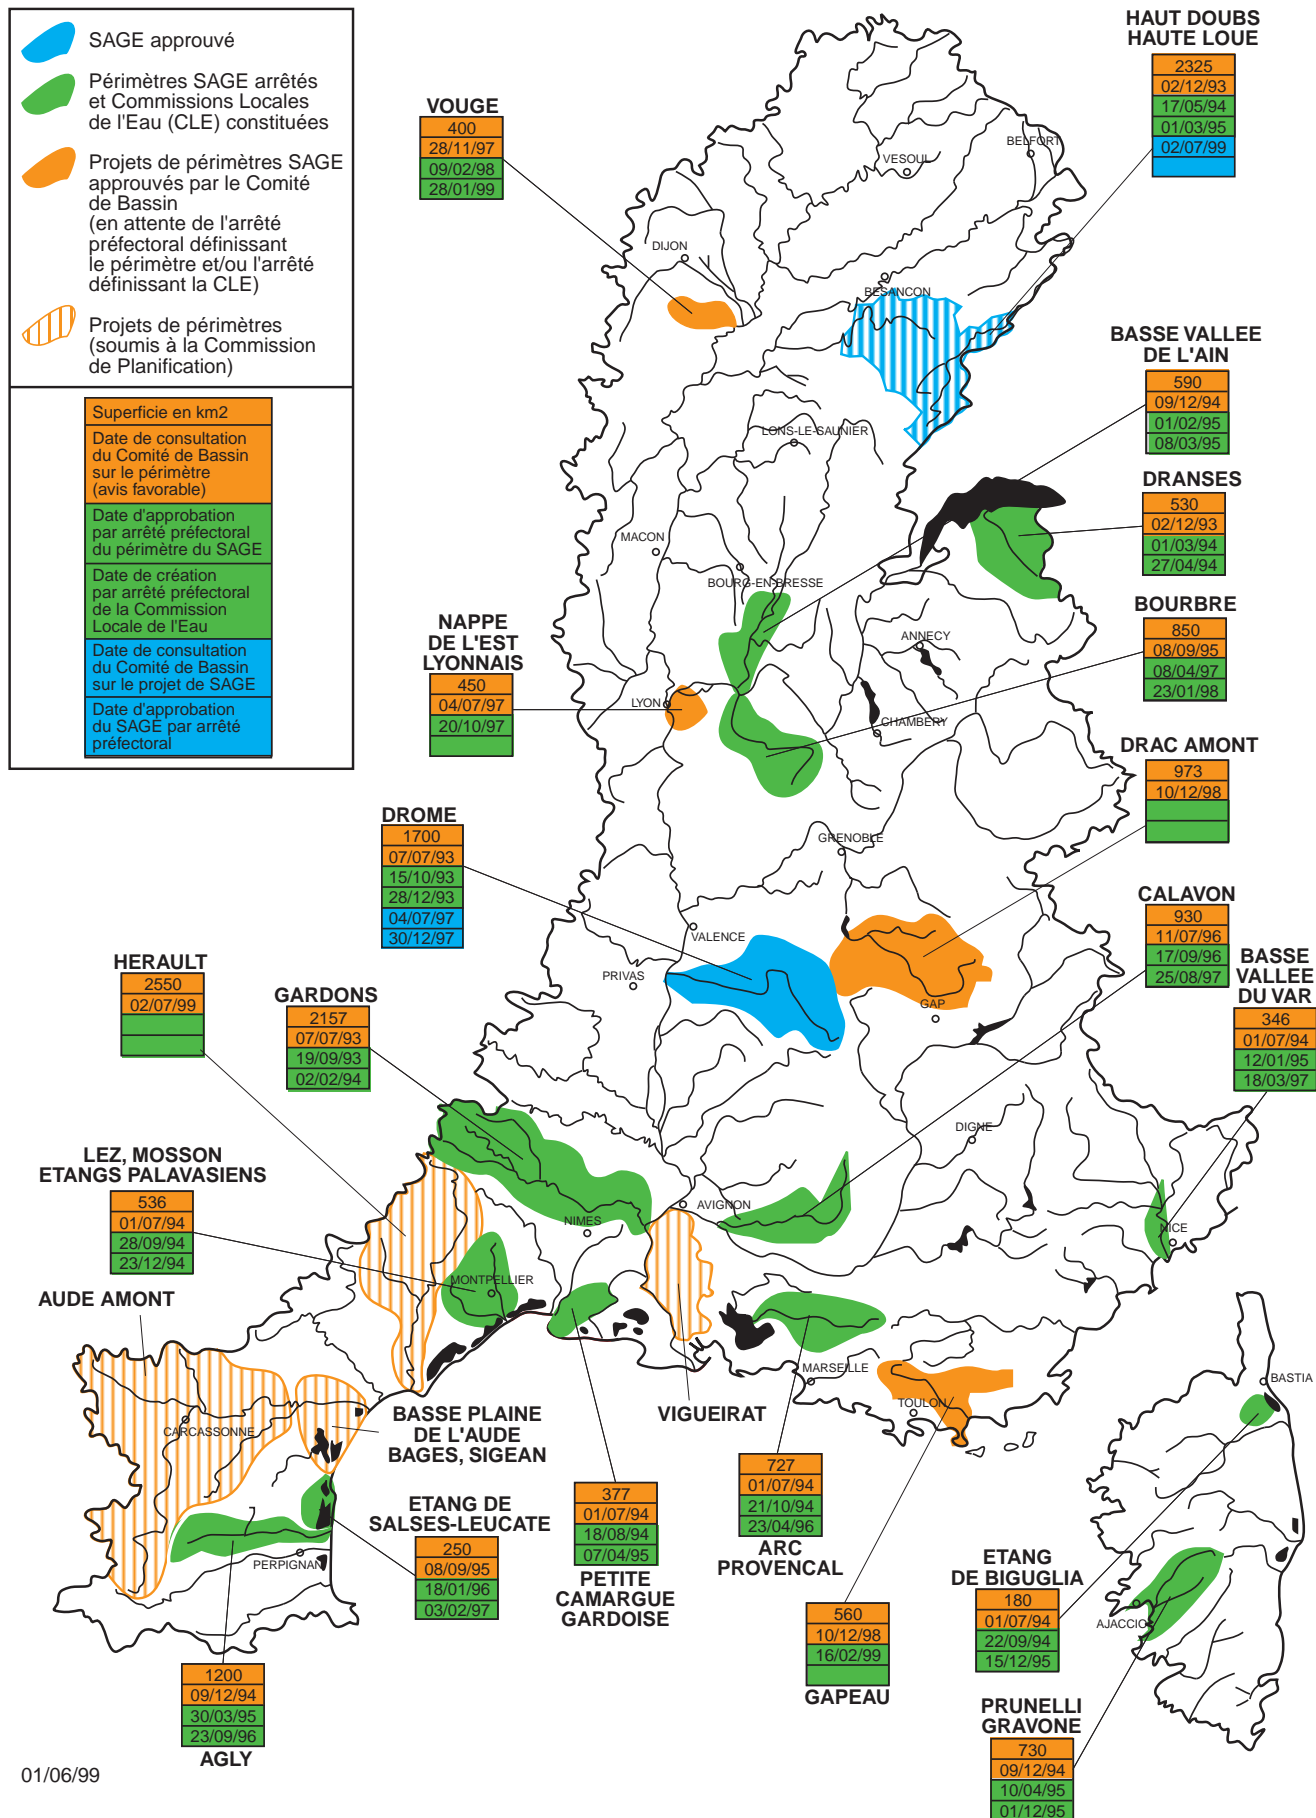 SAGE approuvé
Périmètres SAGE arrêtés
et Commissions Locales
de l'Eau (CLE) constituées
Projets de périmètres SAGE
approuvés par le Comité
de Bassin
(en attente de l'arrêté
préfectoral définissant
le périmètre et/ou l'arrêté
définissant la CLE)
Projets de périmètres
(soumis à la Commission
de Planification)
Superficie en km2
Date de consultation
du Comité de Bassin
sur le périmètre
(avis favorable)
Date d'approbation
par arrêté préfectoral
du périmètre du SAGE
Date de création
par arrêté préfectoral
de la Commission
Locale de l'Eau
Date de consultation
du Comité de Bassin
sur le projet de SAGE
Date d'approbation
du SAGE par arrêté
préfectoral
HAUT DOUBS
HAUTE LOUE
2325
02/12/93
17/05/94
01/03/95
02/07/99
VOUGE
400
28/11/97
09/02/98
28/01/99
BELFORT
VESOUL
DIJON
BESANCON
BASSE VALLEE
DE L'AIN
590
09/12/94
01/02/95
08/03/95
LONS-LE-SAUNIER
DRANSES
530
02/12/93
01/03/94
27/04/94
MACON
BOURG-EN-BRESSE
BOURBRE
850
08/09/95
08/04/97
23/01/98
NAPPE
DE L'EST
LYONNAIS
450
04/07/97
20/10/97
ANNECY
LYON
CHAMBERY
DRAC AMONT
973
10/12/98
DROME
1700
07/07/93
15/10/93
28/12/93
04/07/97
30/12/97
GRENOBLE
CALAVON
930
11/07/96
17/09/96
25/08/97
VALENCE
PRIVAS
GAP
BASSE
VALLEE
DU VAR
346
01/07/94
12/01/95
18/03/97
HERAULT
2550
02/07/99
GARDONS
2157
07/07/93
19/09/93
02/02/94
DIGNE
LEZ, MOSSON
ETANGS PALAVASIENS
536
01/07/94
28/09/94
23/12/94
AVIGNON
NIMES
NICE
MONTPELLIER
AUDE AMONT
MARSEILLE
TOULON
BASTIA
CARCASSONNE
BASSE PLAINE
DE L'AUDE
BAGES, SIGEAN
VIGUEIRAT
ETANG DE
SALSES-LEUCATE
250
08/09/95
18/01/96
03/02/97
377
01/07/94
18/08/94
07/04/95
PETITE
CAMARGUE
GARDOISE
727
01/07/94
21/10/94
23/04/96
ARC
PROVENCAL
PERPIGNAN
ETANG
DE BIGUGLIA
180
01/07/94
22/09/94
15/12/95
AJACCIO
560
10/12/98
16/02/99
GAPEAU
1200
09/12/94
30/03/95
23/09/96
AGLY
PRUNELLI
GRAVONE
730
09/12/94
10/04/95
01/12/95
01/06/99